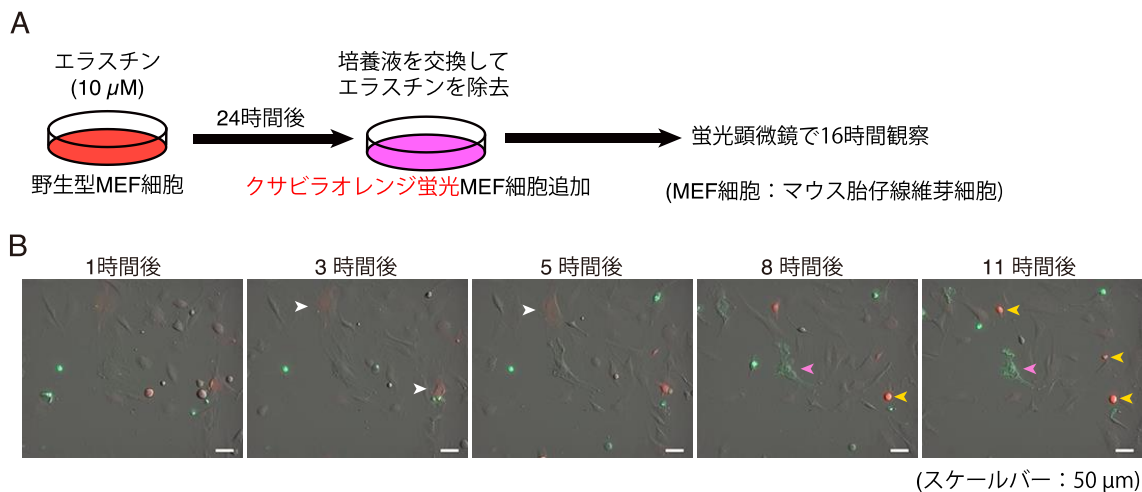 A
エラスチン
(10 µM)
野生型MEF細胞
24時間後
培養液を交換して
エラスチンを除去
クサビラオレンジ蛍光MEF細胞追加
蛍光顕微鏡で16時間観察
(MEF細胞：マウス胎仔線維芽細胞)
B
1時間後
3 時間後
5 時間後
8 時間後
11 時間後
(スケールバー：50 µm)